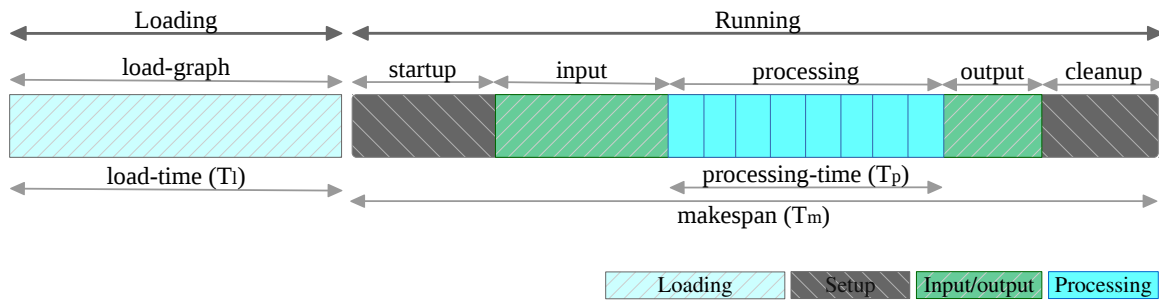 Loading Running
load-graph startup input processing output cleanup
load-time (Tl) processing-time (Tp)
makespan (Tm)
Loading Setup Input/output Processing